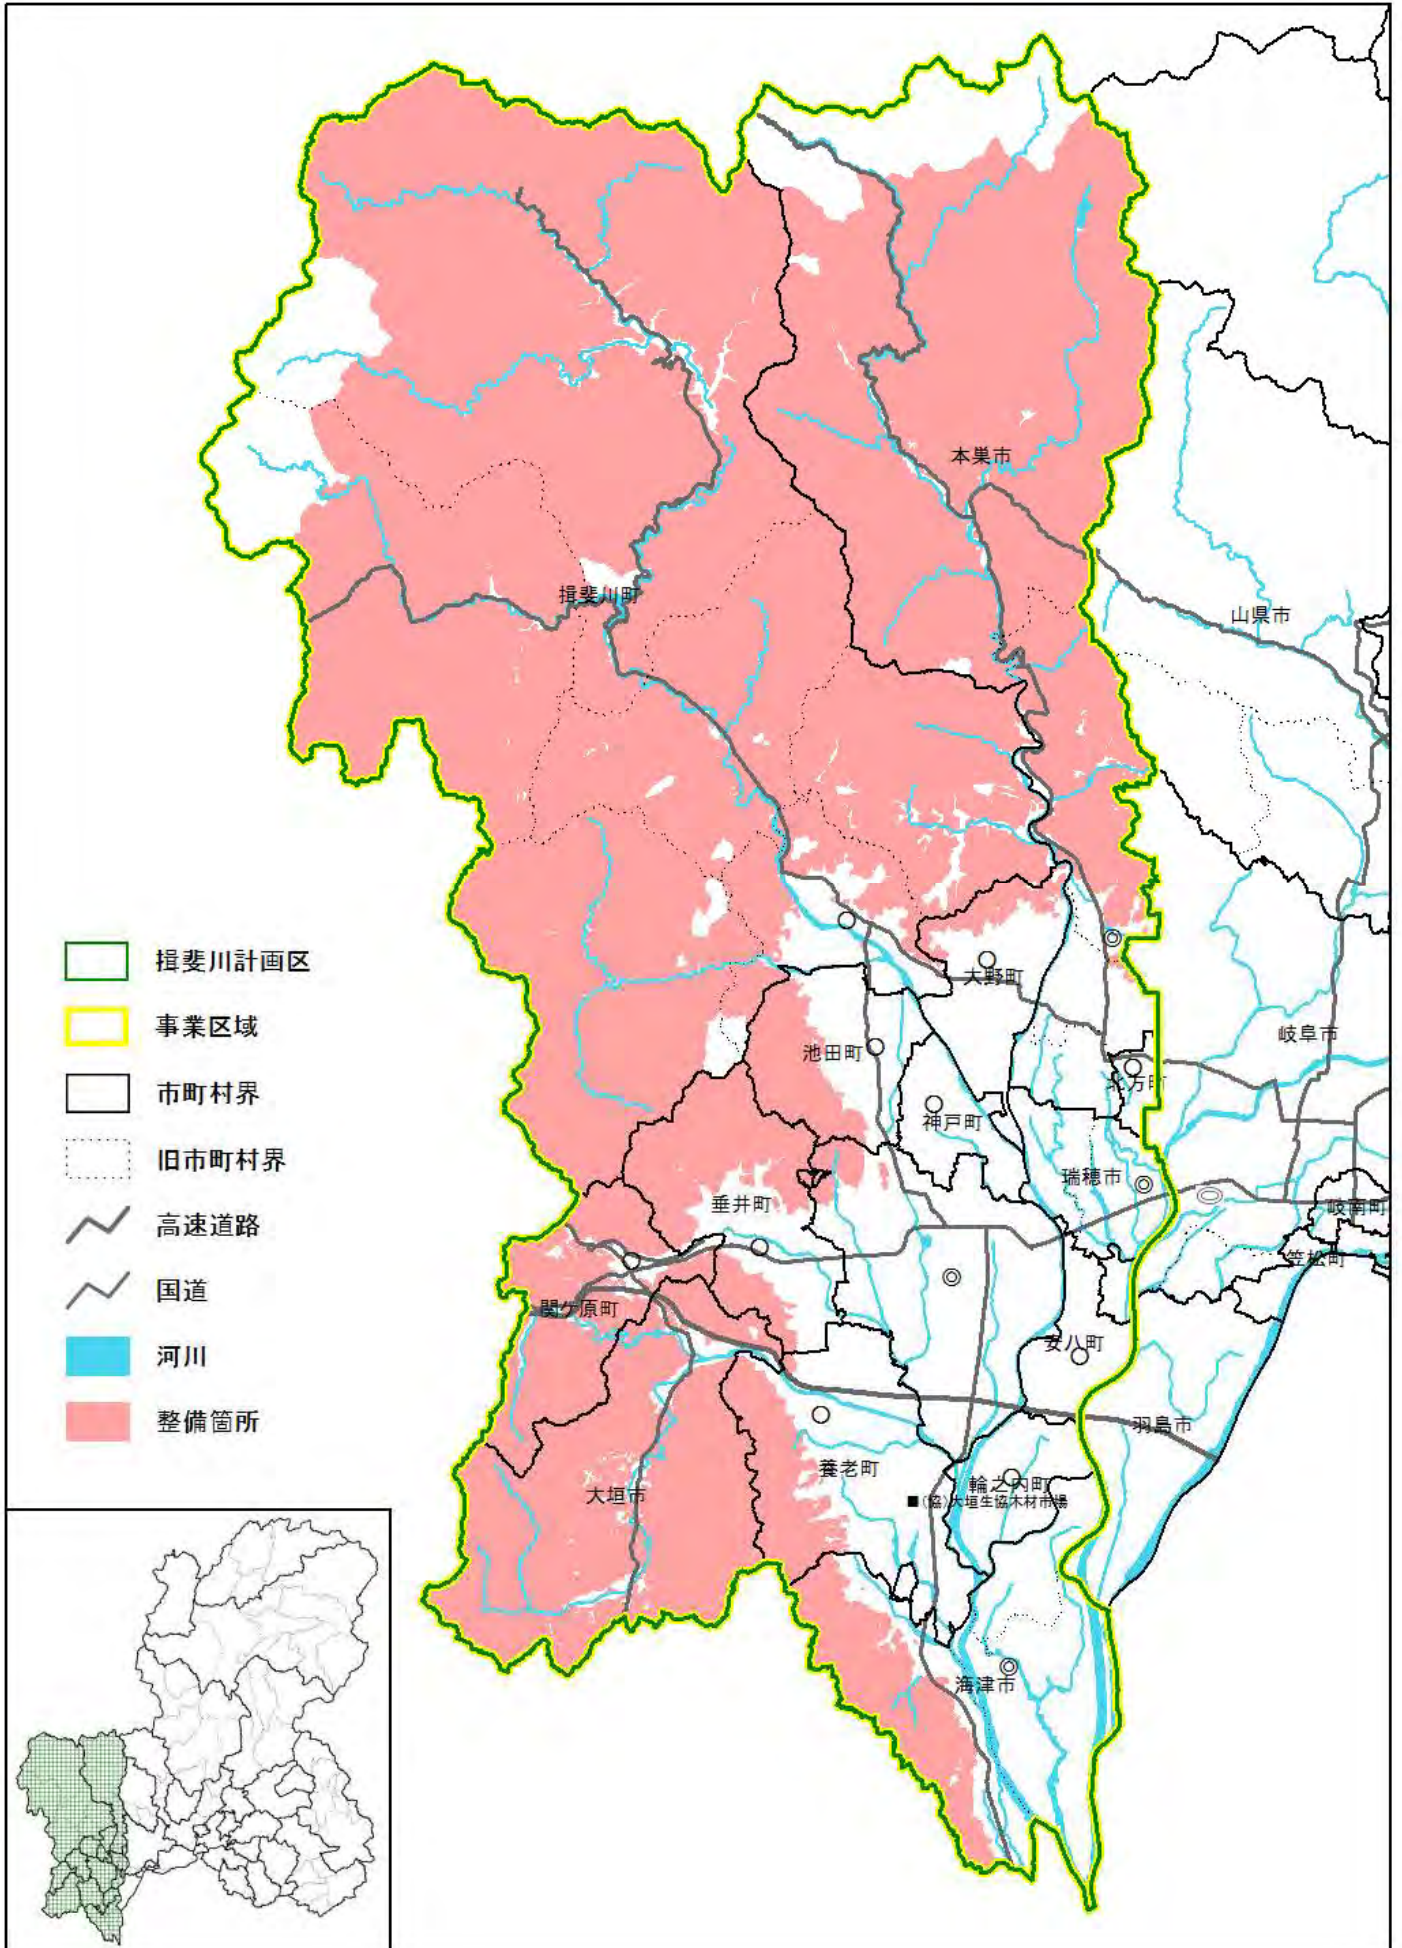 本巣市
揖斐川町
山県市
揖斐川計画区
大野町
事業区域
岐阜市
池田町
北方町
市町村界
神戸町
旧市町村界
瑞穂市
垂井町
岐南町
高速道路
笠松町
国道
関ケ原町
安八町
河川
整備箇所
羽島市
養老町
大垣市
輪之内町
■(協)大垣生協木材市場
海津市